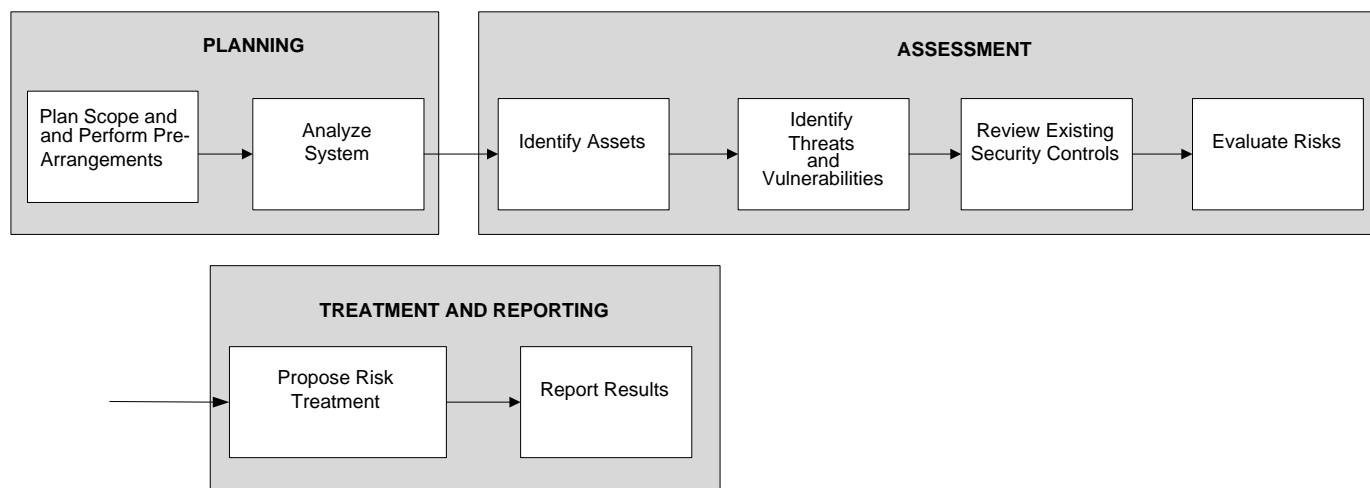 PLANNING
Plan Scope and
and Perform Pre-
Arrangements
Analyze
System
ASSESSMENT
Identify Assets
Identify
Threats
and
Vulnerabilities
Review Existing
Security Controls
Evaluate Risks
TREATMENT AND REPORTING
Propose Risk
Treatment
Report Results